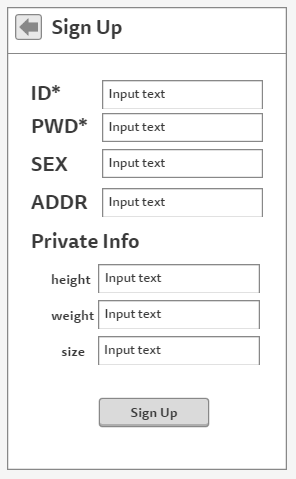 Sign Up
ID* Input text
PWD* Input text
SEX Input text
ADDR Input text
Private Info
height Input text
weight Input text
size Input text
Sign Up